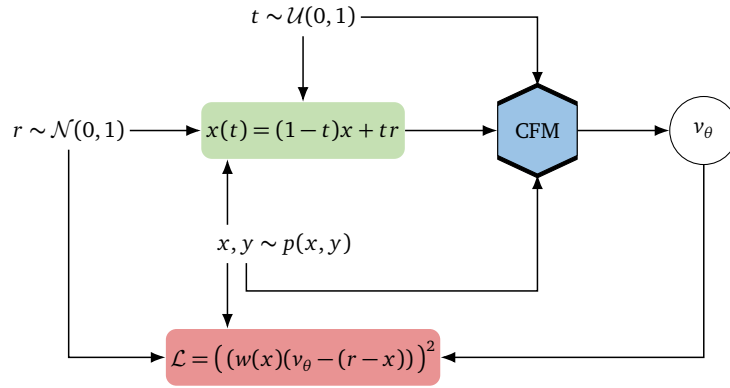 t ∼ 𝒰(0, 1)
r ∼ 𝒩(0, 1)
x(t) = (1 − t)x + tr
CFM
v_θ
x, y ∼ p(x, y)
ℒ = ((w(x)(v_θ − (r − x)))²